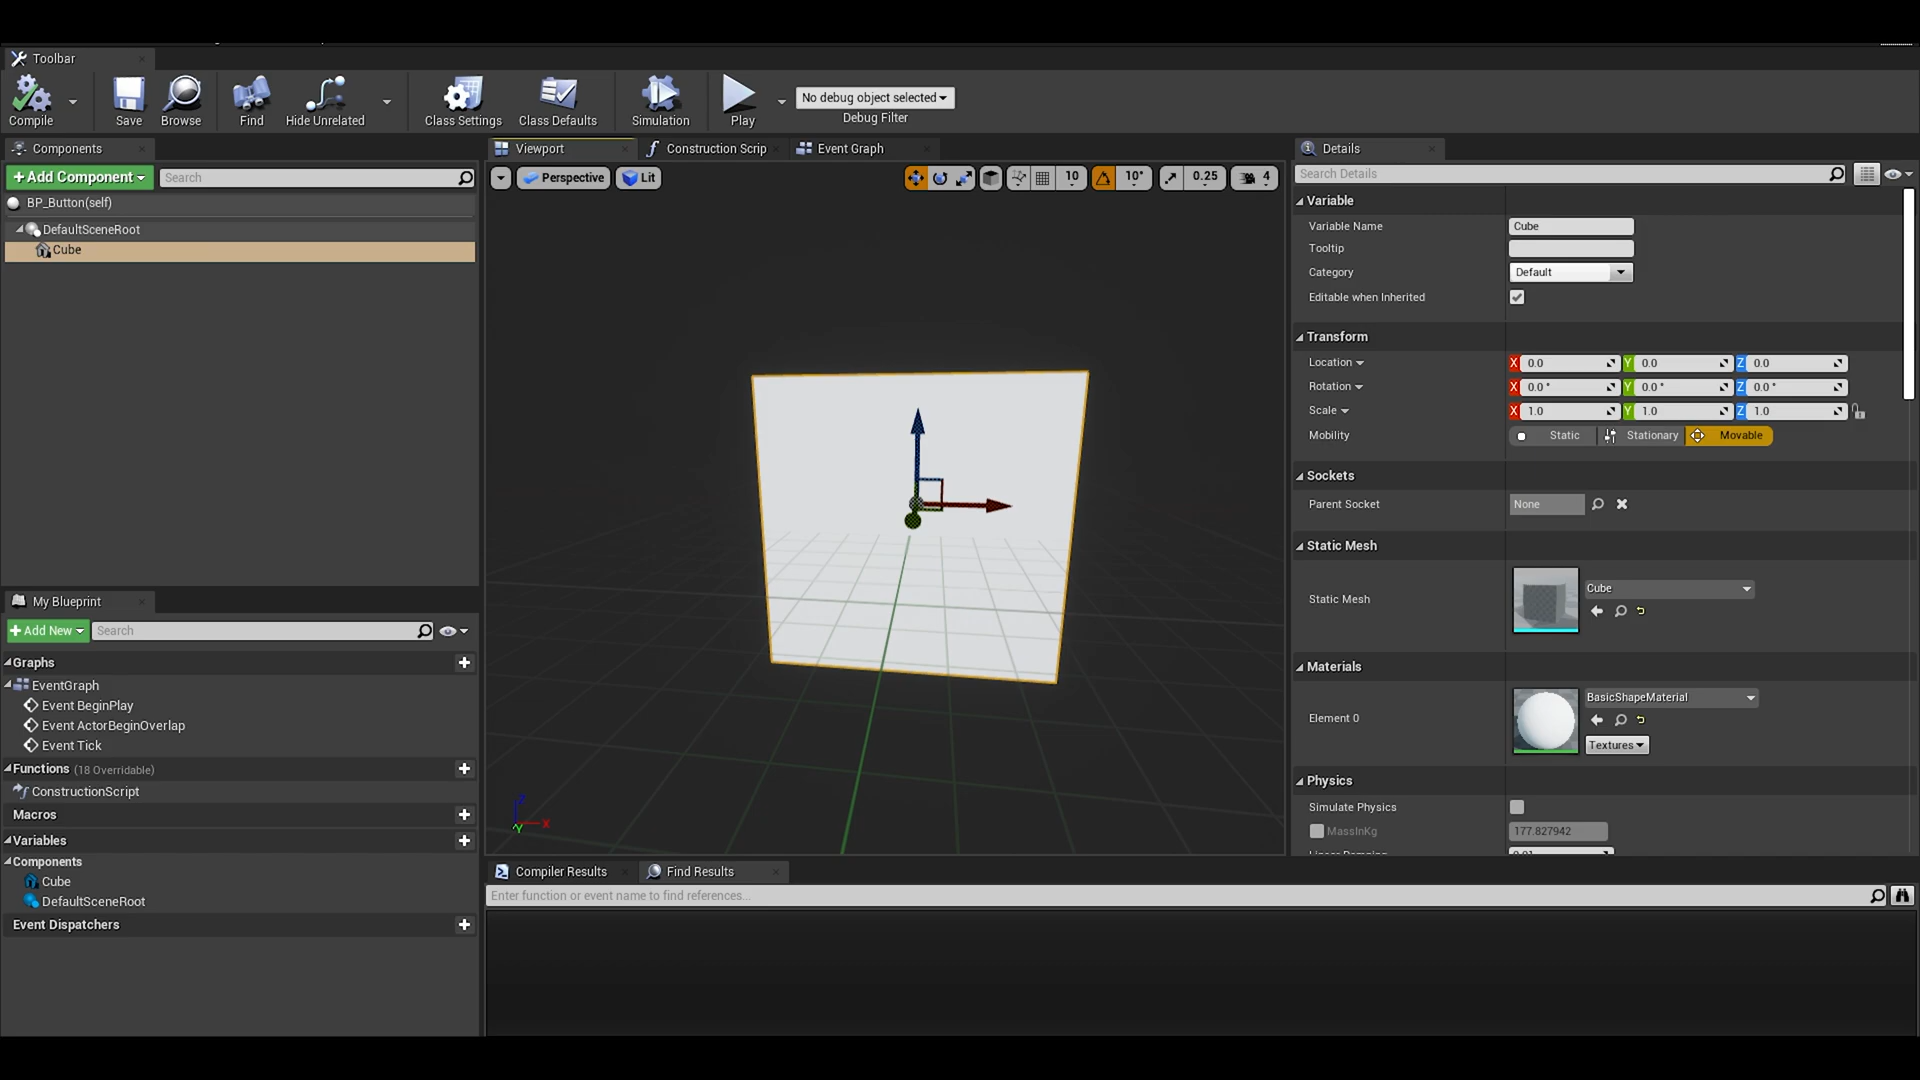 Toolbar
Compile
Save
Browse
Find
Hide Unrelated
Class Settings
Class Defaults
Simulation
Play
No debug object selected
Debug Filter
Components
+Add Component
Search
BP_Button(self)
DefaultSceneRoot
Cube
My Blueprint
+Add New
Search
Graphs
EventGraph
Event BeginPlay
Event ActorBeginOverlap
Event Tick
Functions (18 Overridable)
ConstructionScript
Macros
Variables
Components
Cube
DefaultSceneRoot
Event Dispatchers
Viewport
Construction Scrip
Event Graph
Perspective
Lit
10
10°
0.25
4
Z
X
Y
Compiler Results
Find Results
Enter function or event name to find references...
Details
Search Details
Variable
Variable Name Cube
Tooltip
Category Default
Editable when Inherited
Transform
Location X 0.0 Y 0.0 Z 0.0
Rotation X 0.0 ° Y 0.0 ° Z 0.0 °
Scale X 1.0 Y 1.0 Z 1.0
Mobility Static Stationary Movable
Sockets
Parent Socket None
Static Mesh
Static Mesh Cube
Materials
Element 0 BasicShapeMaterial
Textures
Physics
Simulate Physics
MassInKg 177.827942